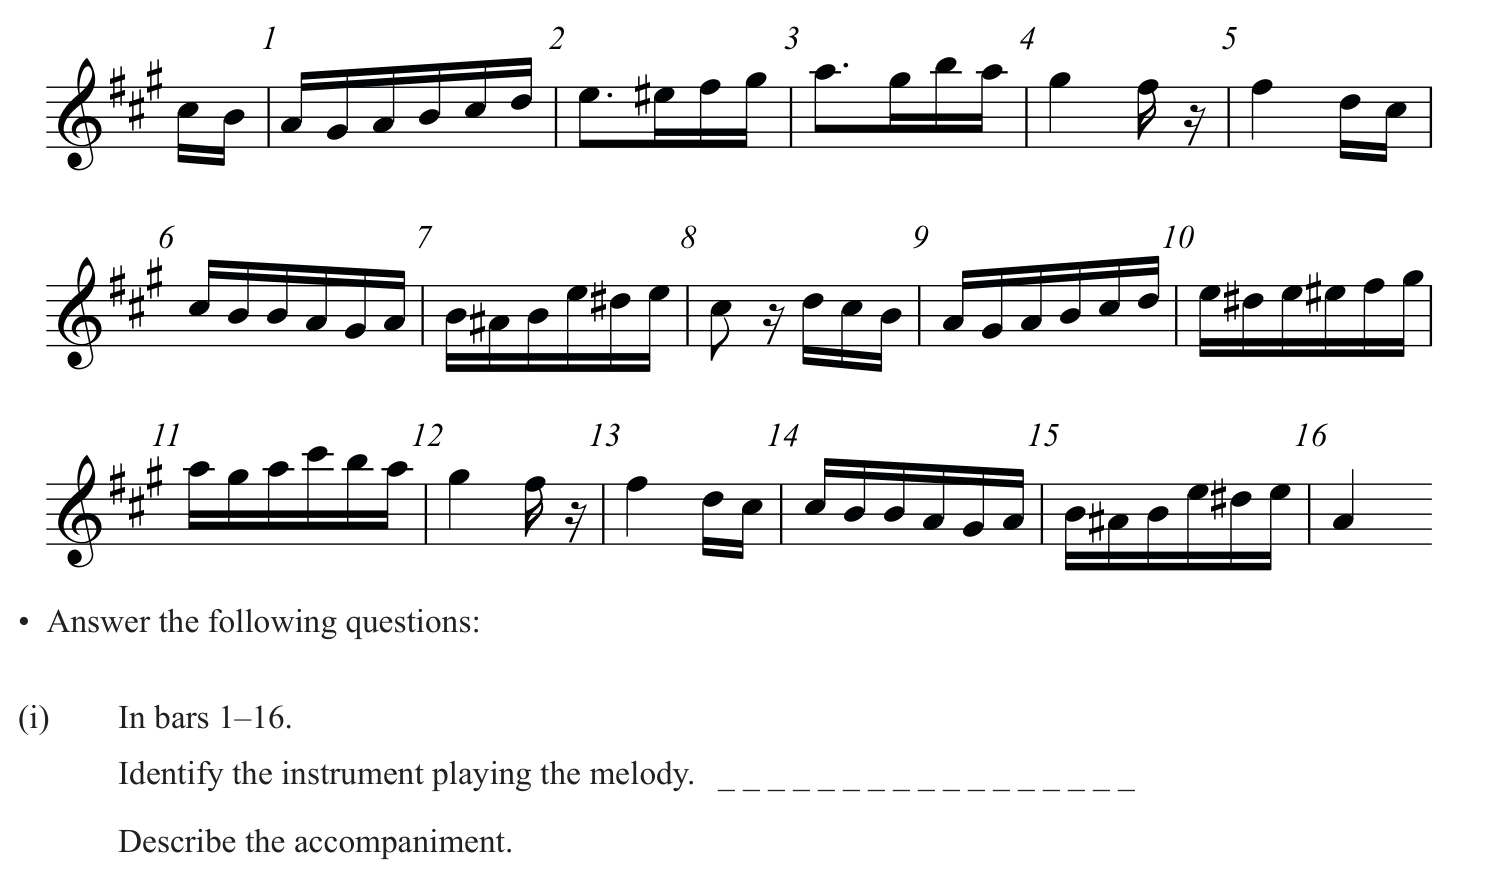 1 2 3 4 5
6 7 8 9 10
11 12 13 14 15 16
• Answer the following questions:
(i) In bars 1–16.
Identify the instrument playing the melody. _ _ _ _ _ _ _ _ _ _ _ _ _ _ _ _ _
Describe the accompaniment.